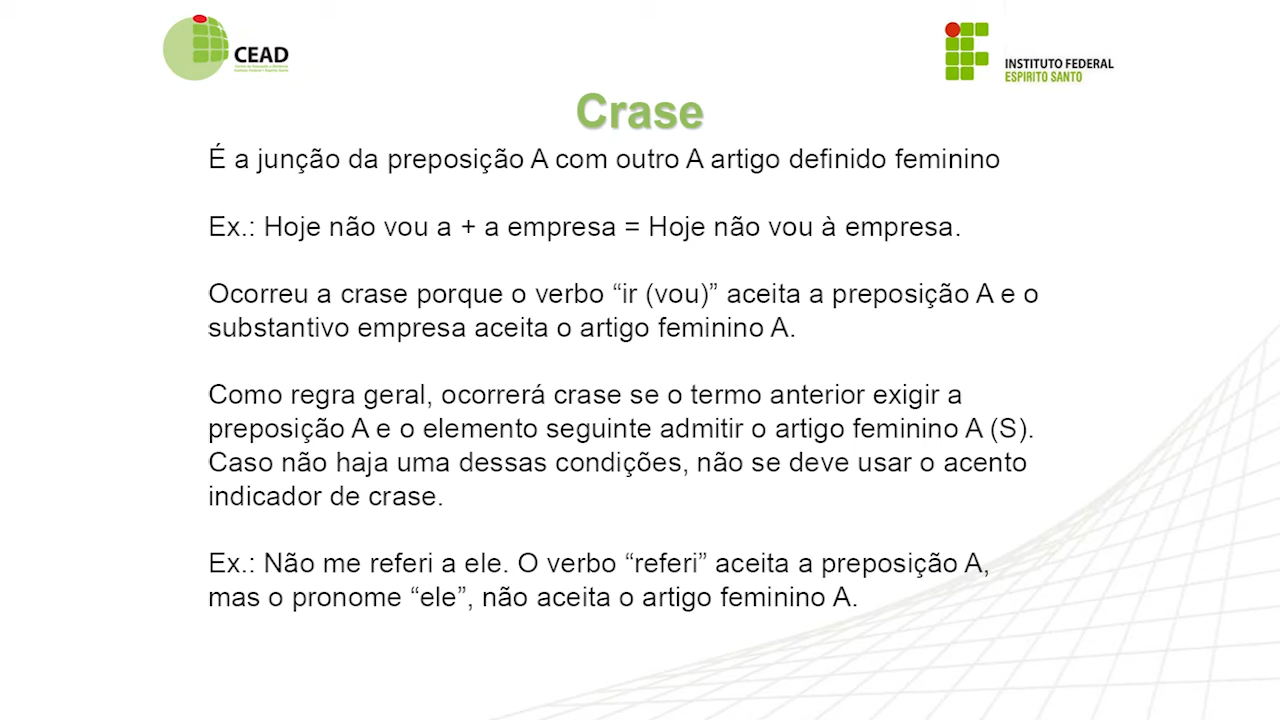 CEAD
INSTITUTO FEDERAL
ESPÍRITO SANTO
Crase
É a junção da preposição A com outro A artigo definido feminino
Ex.: Hoje não vou a + a empresa = Hoje não vou à empresa.
Ocorreu a crase porque o verbo “ir (vou)” aceita a preposição A e o
substantivo empresa aceita o artigo feminino A.
Como regra geral, ocorrerá crase se o termo anterior exigir a
preposição A e o elemento seguinte admitir o artigo feminino A (S).
Caso não haja uma dessas condições, não se deve usar o acento
indicador de crase.
Ex.: Não me referi a ele. O verbo “referi” aceita a preposição A,
mas o pronome “ele”, não aceita o artigo feminino A.